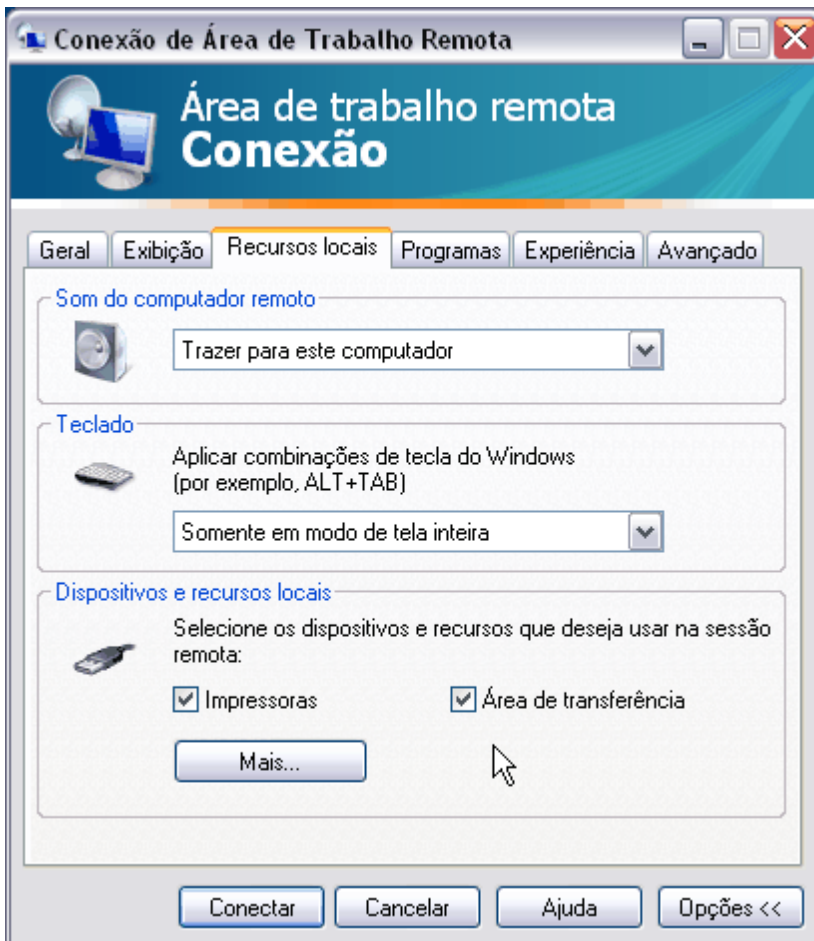 Conexão de Área de Trabalho Remota
Área de trabalho remota
Conexão
Geral Exibição Recursos locais Programas Experiência Avançado
Som do computador remoto
Trazer para este computador
Teclado
Aplicar combinações de tecla do Windows
(por exemplo, ALT+TAB)
Somente em modo de tela inteira
Dispositivos e recursos locais
Selecione os dispositivos e recursos que deseja usar na sessão
remota:
Impressoras Área de transferência
Mais...
Conectar Cancelar Ajuda Opções <<